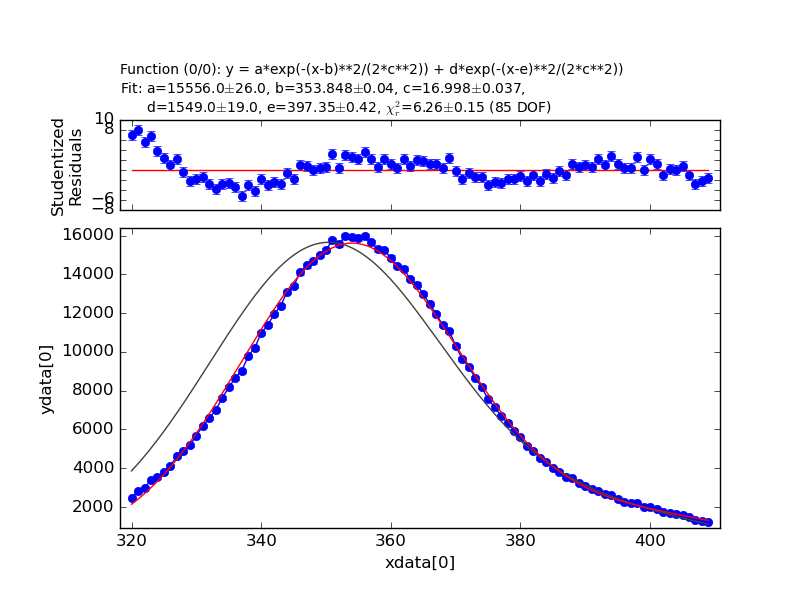 Function (0/0): y = a*exp(-(x-b)**2/(2*c**2)) + d*exp(-(x-e)**2/(2*c**2))
Fit: a=15556.0±26.0, b=353.848±0.04, c=16.998±0.037,
d=1549.0±19.0, e=397.35±0.42, χ²ᵣ=6.26±0.15 (85 DOF)
Studentized
Residuals
10
8
−6
−8
ydata[0]
16000
14000
12000
10000
8000
6000
4000
2000
320 340 360 380 400
xdata[0]